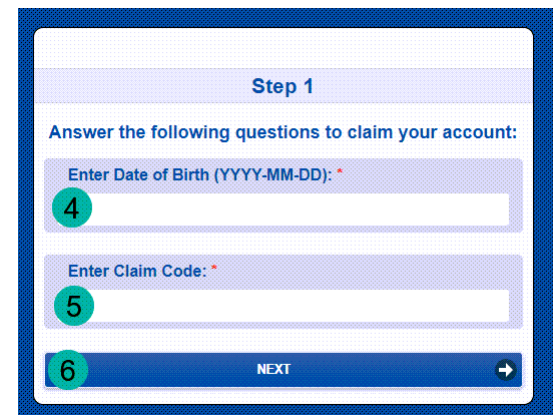 Step 1
Answer the following questions to claim your account:
Enter Date of Birth (YYYY-MM-DD): *
4
Enter Claim Code: *
5
6 NEXT